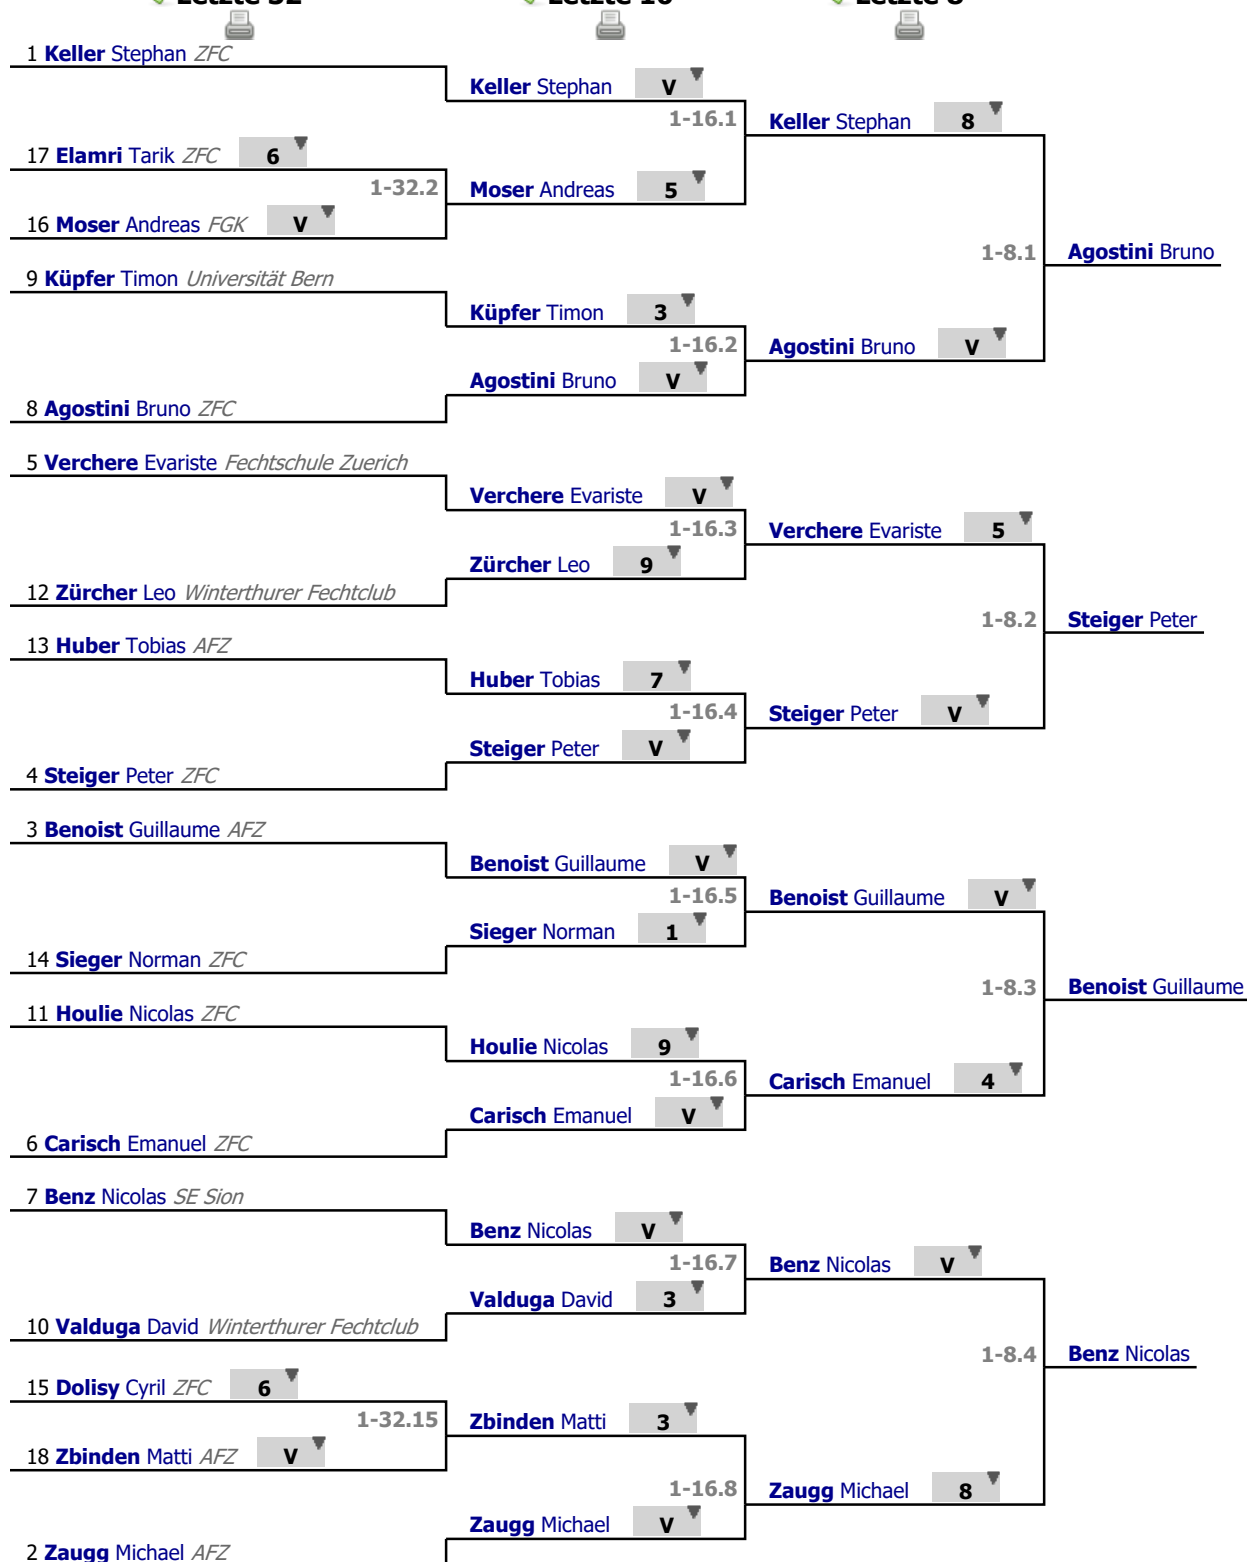 Letzte 32
Letzte 16
Letzte 8
1 Keller Stephan ZFC
Keller Stephan V
1-16.1
Keller Stephan 8
17 Elamri Tarik ZFC 6
1-32.2
Moser Andreas 5
16 Moser Andreas FGK V
1-8.1
Agostini Bruno
9 Küpfer Timon Universität Bern
Küpfer Timon 3
1-16.2
Agostini Bruno V
Agostini Bruno V
8 Agostini Bruno ZFC
5 Verchere Evariste Fechtschule Zuerich
Verchere Evariste V
1-16.3
Verchere Evariste 5
Zürcher Leo 9
12 Zürcher Leo Winterthurer Fechtclub
1-8.2
Steiger Peter
13 Huber Tobias AFZ
Huber Tobias 7
1-16.4
Steiger Peter V
Steiger Peter V
4 Steiger Peter ZFC
3 Benoist Guillaume AFZ
Benoist Guillaume V
1-16.5
Benoist Guillaume V
Sieger Norman 1
14 Sieger Norman ZFC
1-8.3
Benoist Guillaume
11 Houlie Nicolas ZFC
Houlie Nicolas 9
1-16.6
Carisch Emanuel 4
Carisch Emanuel V
6 Carisch Emanuel ZFC
7 Benz Nicolas SE Sion
Benz Nicolas V
1-16.7
Benz Nicolas V
Valduga David 3
10 Valduga David Winterthurer Fechtclub
1-8.4
Benz Nicolas
15 Dolisy Cyril ZFC 6
1-32.15
Zbinden Matti 3
18 Zbinden Matti AFZ V
1-16.8
Zaugg Michael 8
Zaugg Michael V
2 Zaugg Michael AFZ